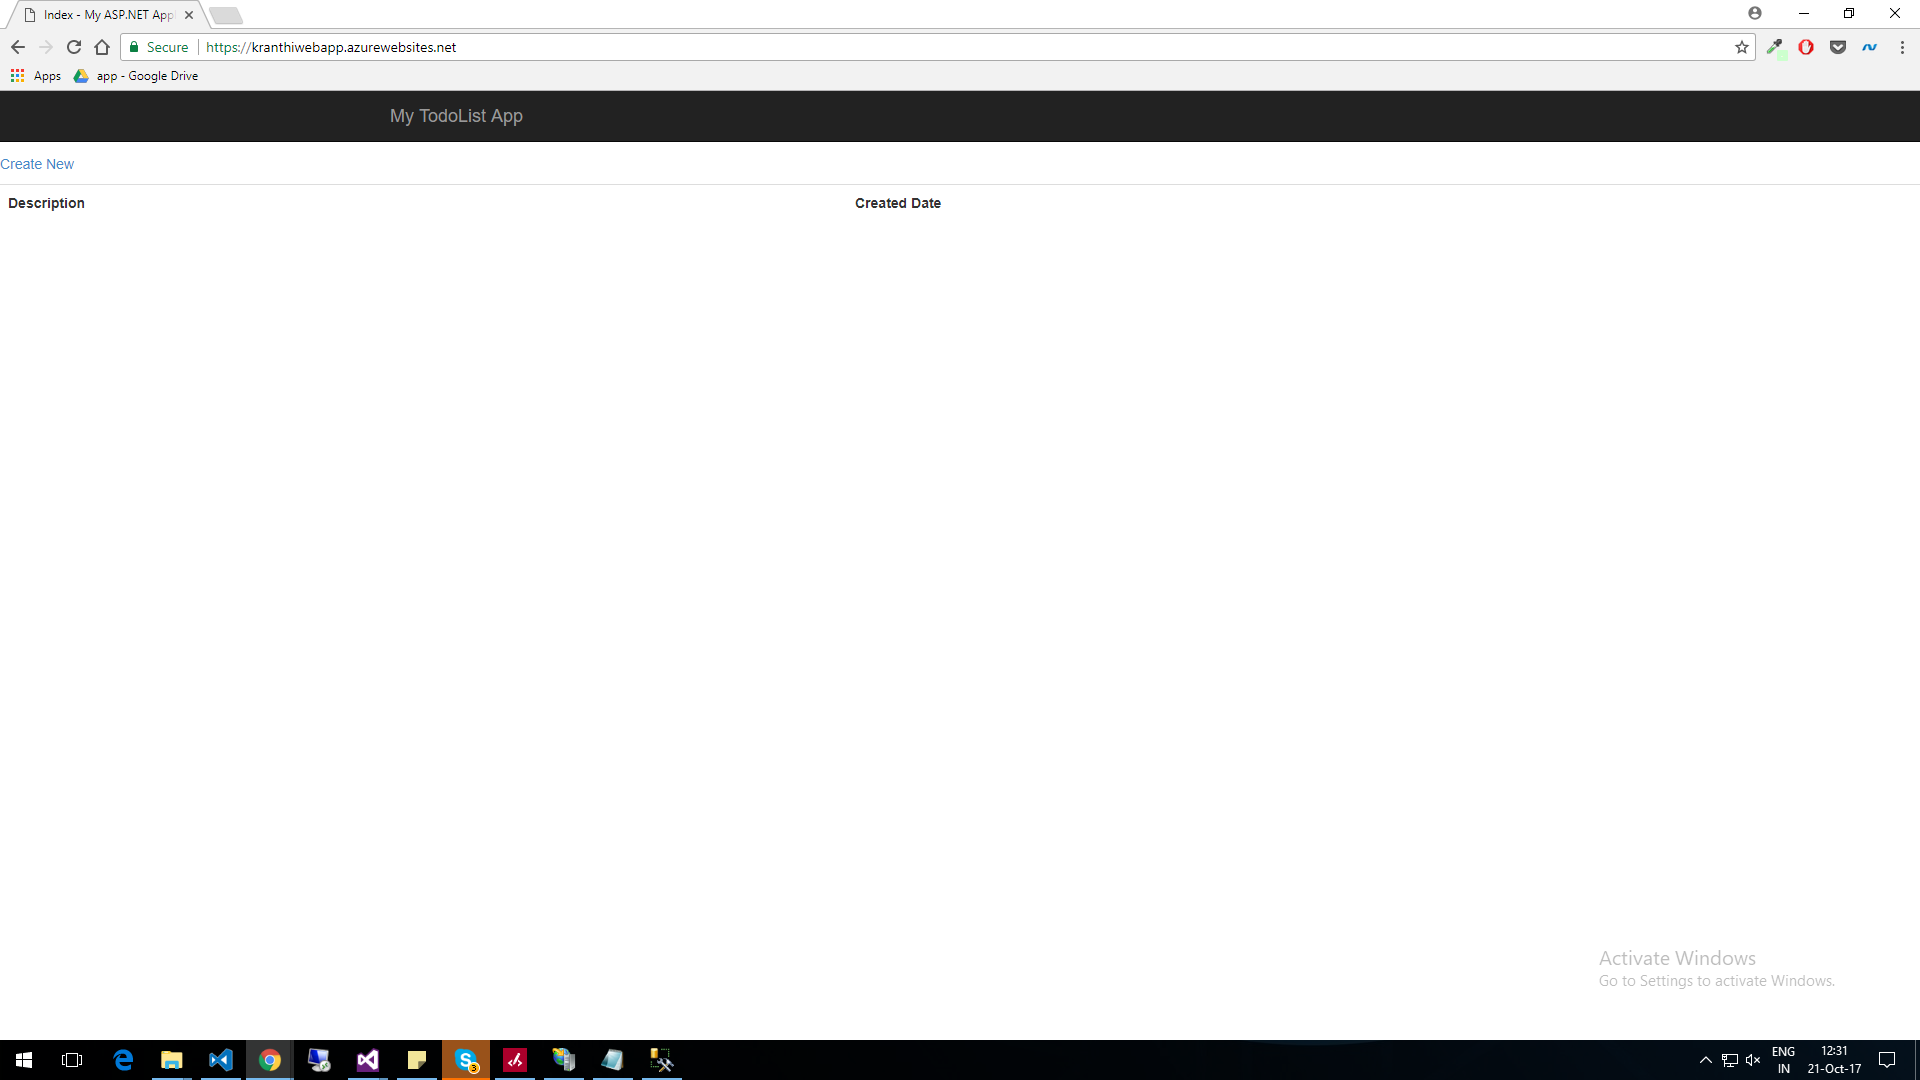 Index - My ASP.NET App
Secure
https://kranthiwebapp.azurewebsites.net
Apps
app - Google Drive
My TodoList App
Create New
Description
Created Date
Activate Windows
Go to Settings to activate Windows.
S
3
ENG
IN
12:31
21-Oct-17